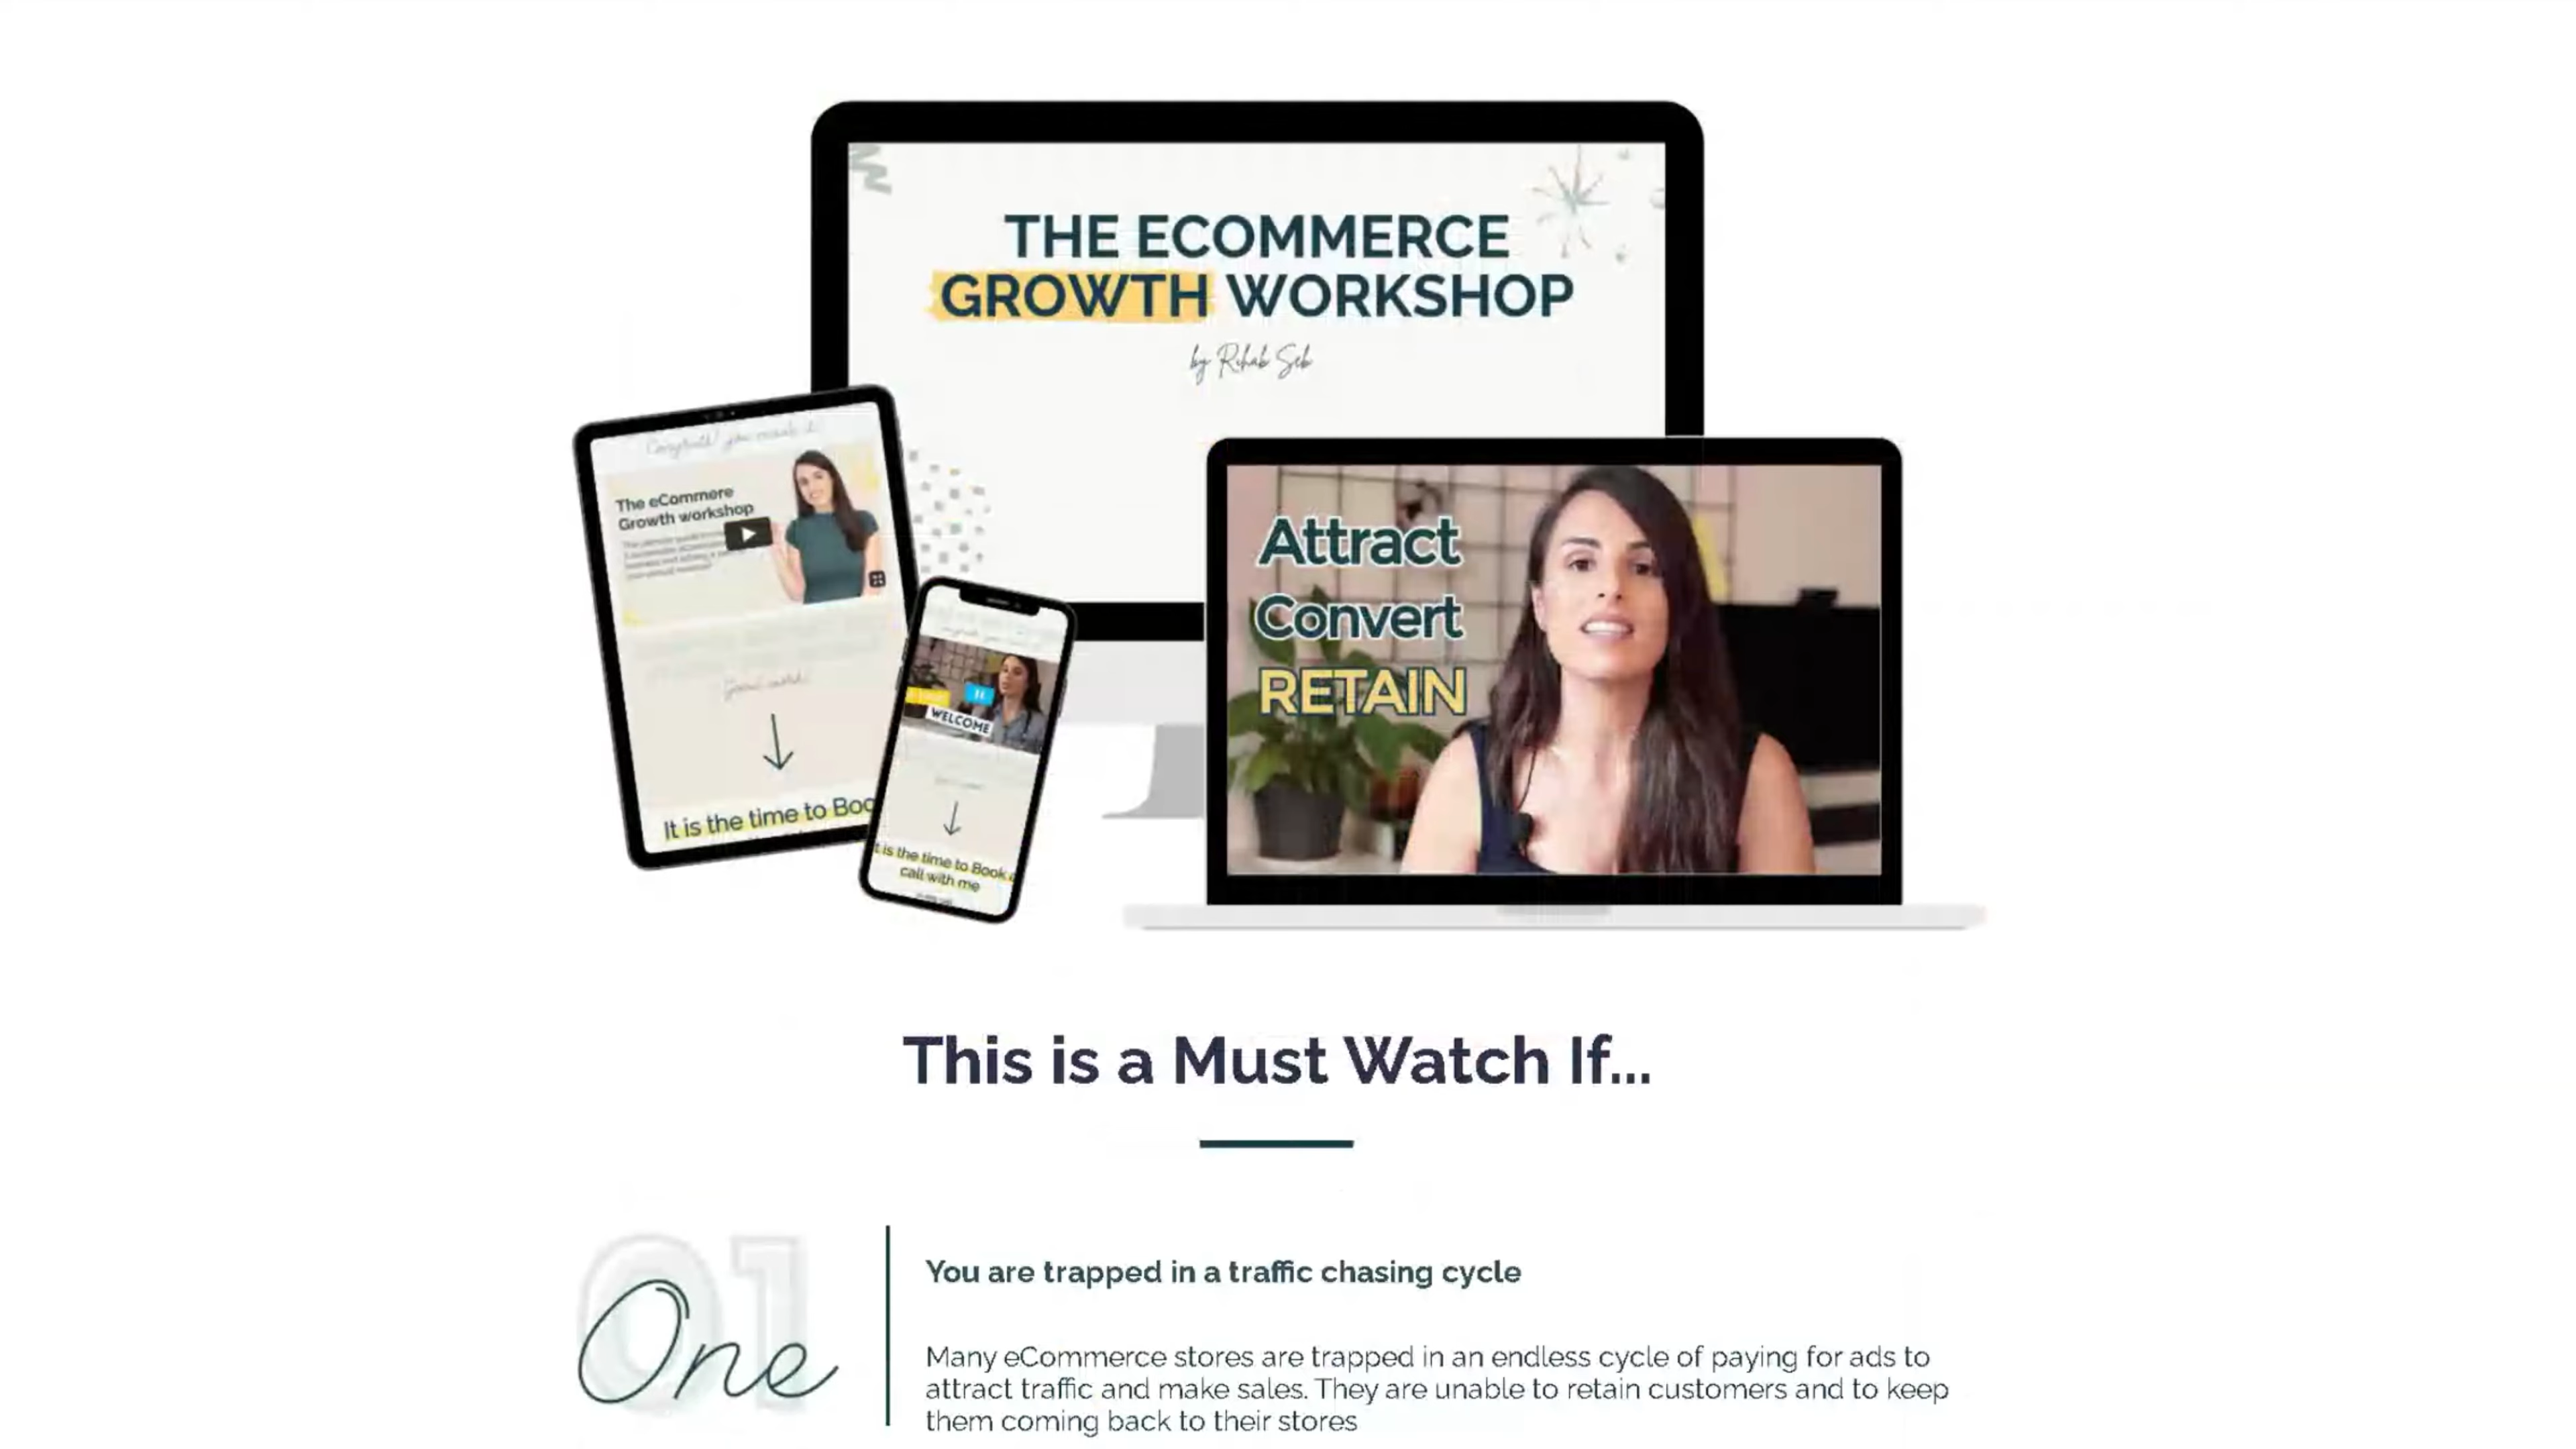 THE ECOMMERCE
GROWTH WORKSHOP
by Rehab Seb
The eCommere
Growth workshop
It is the time to Boo
WELCOME
t is the time to Book a
call with me
Attract
Convert
RETAIN
This is a Must Watch If...
01
One
You are trapped in a traffic chasing cycle
Many eCommerce stores are trapped in an endless cycle of paying for ads to
attract traffic and make sales. They are unable to retain customers and to keep
them coming back to their stores